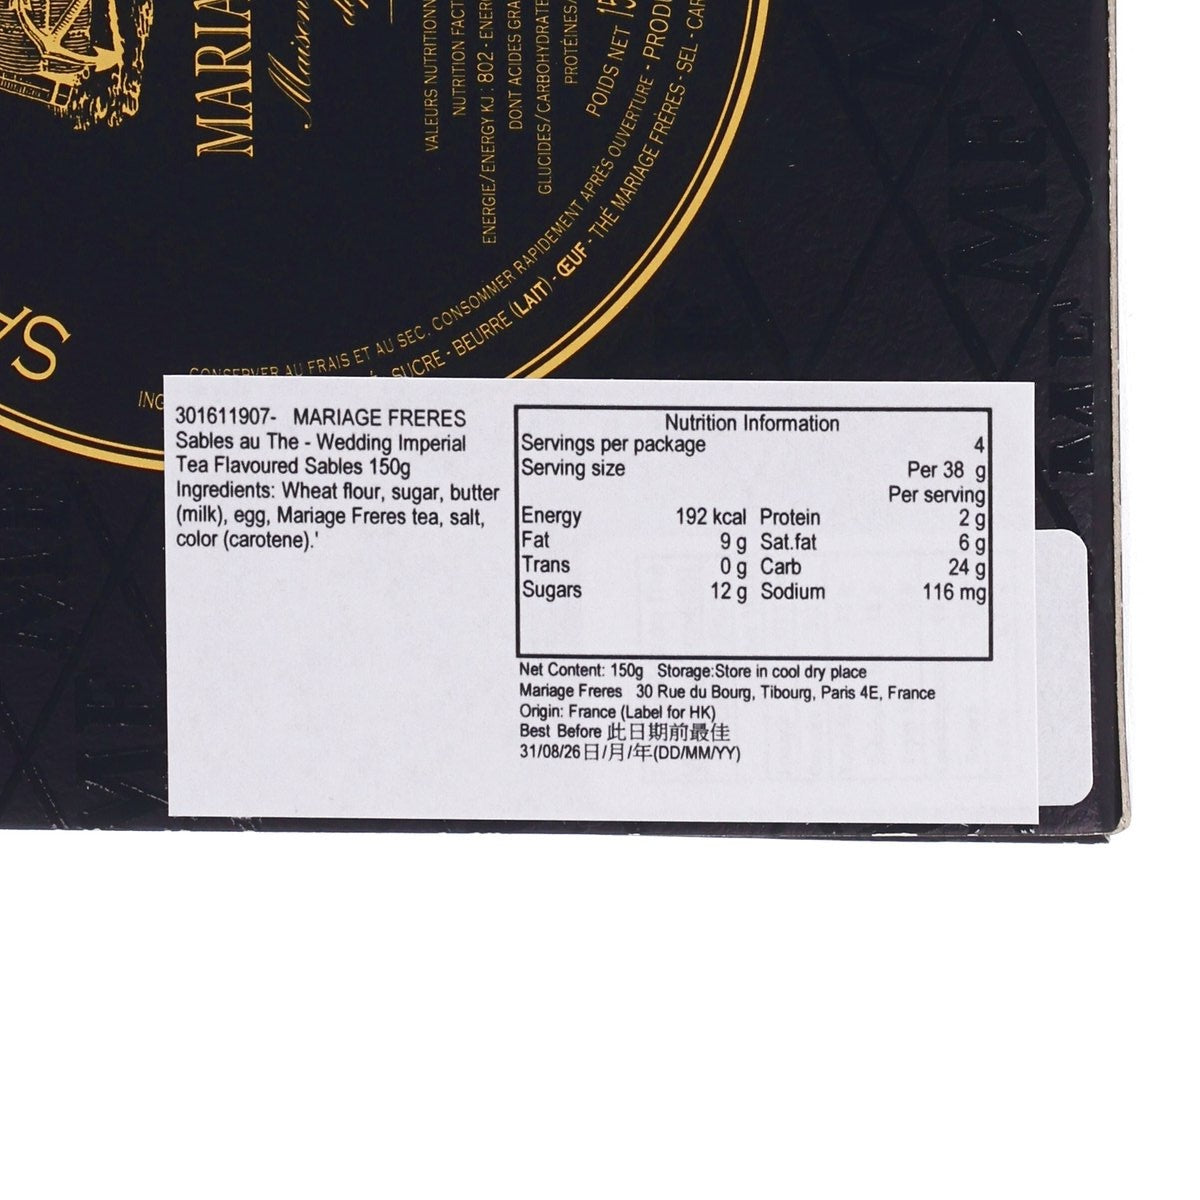 MARIA
Maison
VALEURS NUTRITIONN
NUTRITION FACT
ENERGIE/ENERGY KJ : 802 - ENER
DONT ACIDES GRA
GLUCIDES/CARBOHYDRATE
PROTÉINES
POIDS NET 15
CONSERVER AU FRAIS ET AU SEC. CONSOMMER RAPIDEMENT APRÈS OUVERTURE - PRODU
ING
SUCRE - BEURRE (LAIT) - ŒUF - THÉ MARIAGE FRÈRES - SEL - CAR
MF
MF
301611907- MARIAGE FRERES
Sables au The - Wedding Imperial
Tea Flavoured Sables 150g
Ingredients: Wheat flour, sugar, butter
(milk), egg, Mariage Freres tea, salt,
color (carotene).'
Nutrition Information
Servings per package 4
Serving size Per 38 g
Per serving
Energy 192 kcal Protein 2 g
Fat 9 g Sat.fat 6 g
Trans 0 g Carb 24 g
Sugars 12 g Sodium 116 mg
Net Content: 150g Storage:Store in cool dry place
Mariage Freres 30 Rue du Bourg, Tibourg, Paris 4E, France
Origin: France (Label for HK)
Best Before 此日期前最佳
31/08/26日/月/年(DD/MM/YY)